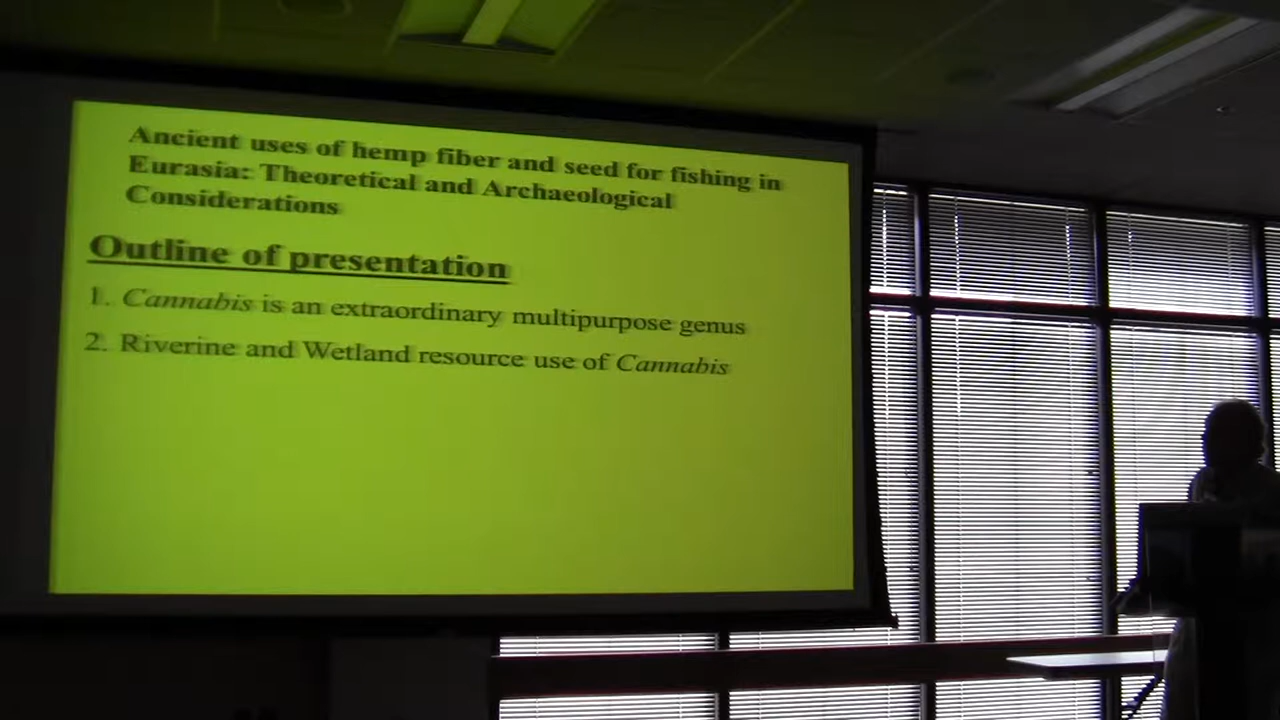 Ancient uses of hemp fiber and seed for fishing in
Eurasia: Theoretical and Archaeological
Considerations
Outline of presentation
1. Cannabis is an extraordinary multipurpose genus
2. Riverine and Wetland resource use of Cannabis